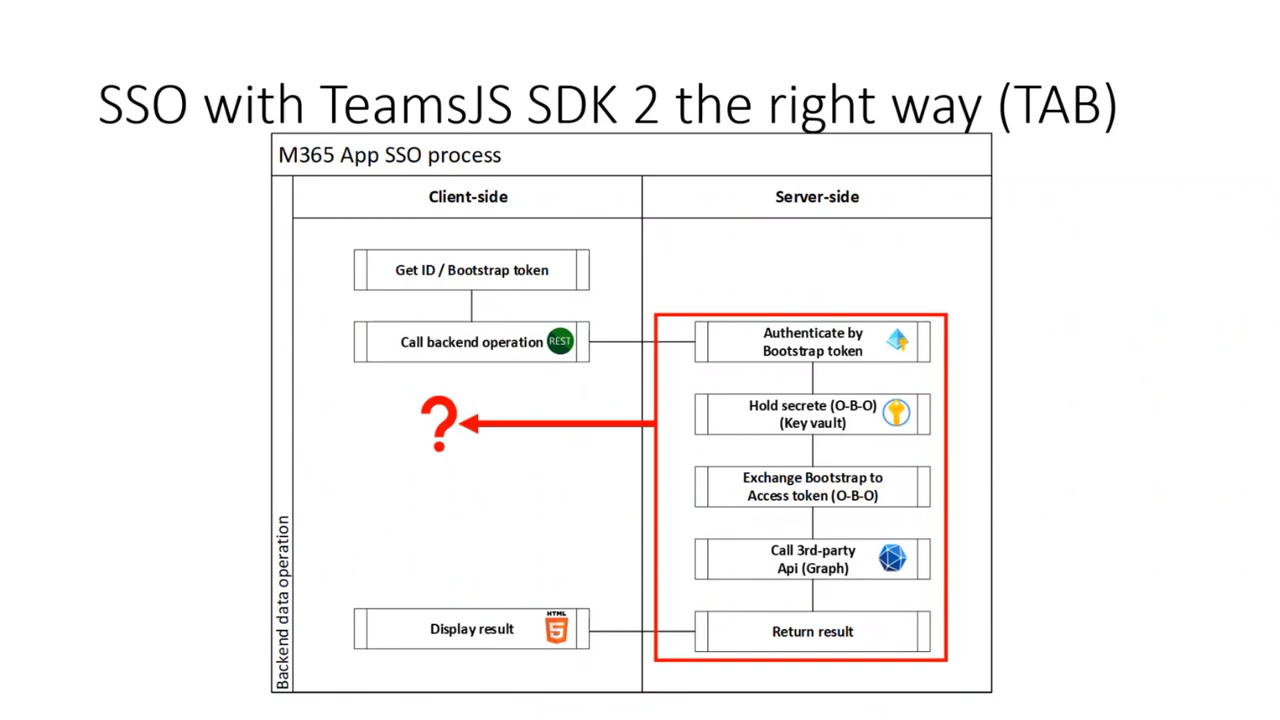 SSO with TeamsJS SDK 2 the right way (TAB)
M365 App SSO process
Client-side
Server-side
Backend data operation
Get ID / Bootstrap token
Call backend operation
REST
Authenticate by
Bootstrap token
?
Hold secrete (O-B-O)
(Key vault)
Exchange Bootstrap to
Access token (O-B-O)
Call 3rd-party
Api (Graph)
Display result
HTML
5
Return result